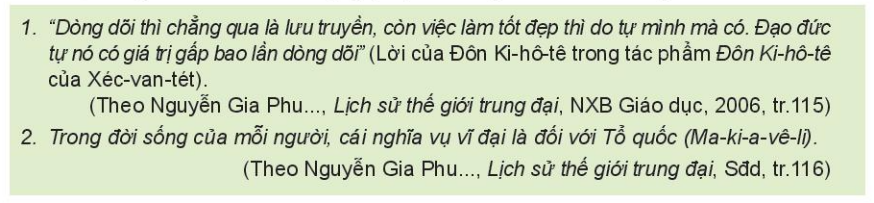 1. “Dòng dõi thì chẳng qua là lưu truyền, còn việc làm tốt đẹp thì do tự mình mà có. Đạo đức
tự nó có giá trị gấp bao lần dòng dõi” (Lời của Đôn Ki-hô-tê trong tác phẩm Đôn Ki-hô-tê
của Xéc-van-tét).
(Theo Nguyễn Gia Phu..., Lịch sử thế giới trung đại, NXB Giáo dục, 2006, tr.115)
2. Trong đời sống của mỗi người, cái nghĩa vụ vĩ đại là đối với Tổ quốc (Ma-ki-a-vê-li).
(Theo Nguyễn Gia Phu..., Lịch sử thế giới trung đại, Sđd, tr.116)